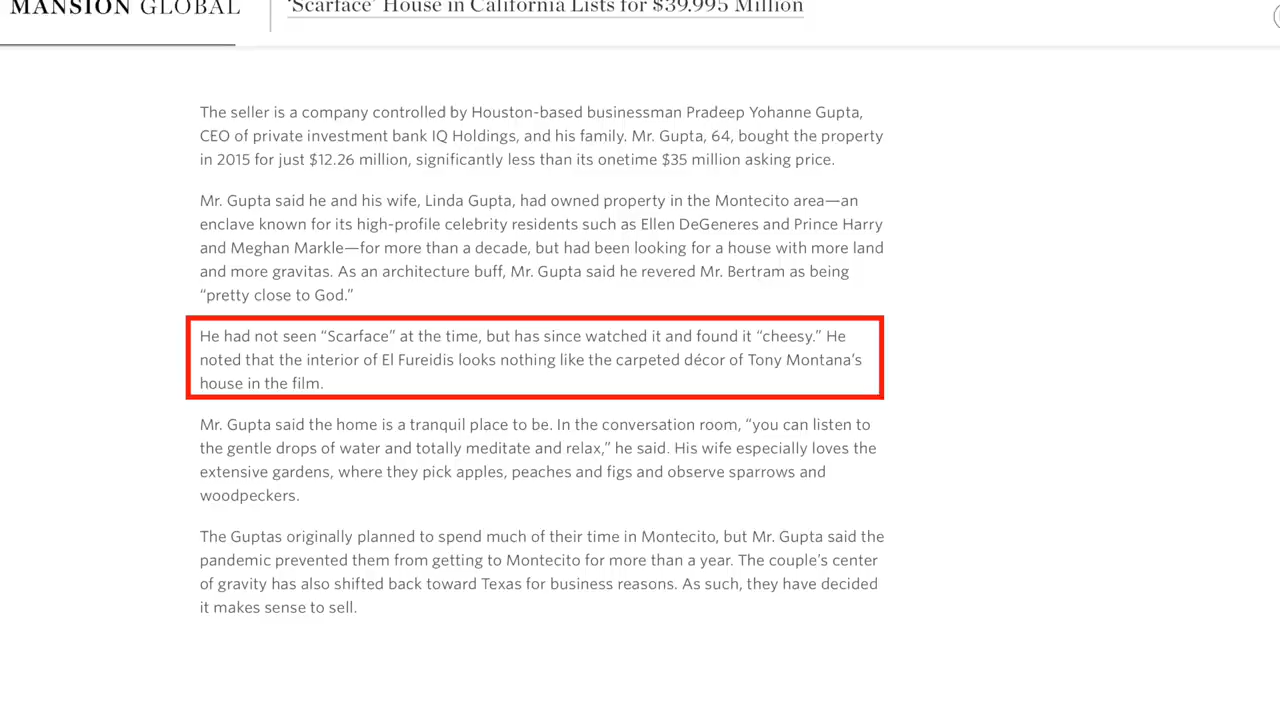 MANSION GLOBAL
‘Scarface’ House in California Lists for $39.995 Million
The seller is a company controlled by Houston-based businessman Pradeep Yohanne Gupta,
CEO of private investment bank IQ Holdings, and his family. Mr. Gupta, 64, bought the property
in 2015 for just $12.26 million, significantly less than its onetime $35 million asking price.
Mr. Gupta said he and his wife, Linda Gupta, had owned property in the Montecito area—an
enclave known for its high-profile celebrity residents such as Ellen DeGeneres and Prince Harry
and Meghan Markle—for more than a decade, but had been looking for a house with more land
and more gravitas. As an architecture buff, Mr. Gupta said he revered Mr. Bertram as being
“pretty close to God.”
He had not seen “Scarface” at the time, but has since watched it and found it “cheesy.” He
noted that the interior of El Fureidis looks nothing like the carpeted décor of Tony Montana’s
house in the film.
Mr. Gupta said the home is a tranquil place to be. In the conversation room, “you can listen to
the gentle drops of water and totally meditate and relax,” he said. His wife especially loves the
extensive gardens, where they pick apples, peaches and figs and observe sparrows and
woodpeckers.
The Guptas originally planned to spend much of their time in Montecito, but Mr. Gupta said the
pandemic prevented them from getting to Montecito for more than a year. The couple’s center
of gravity has also shifted back toward Texas for business reasons. As such, they have decided
it makes sense to sell.